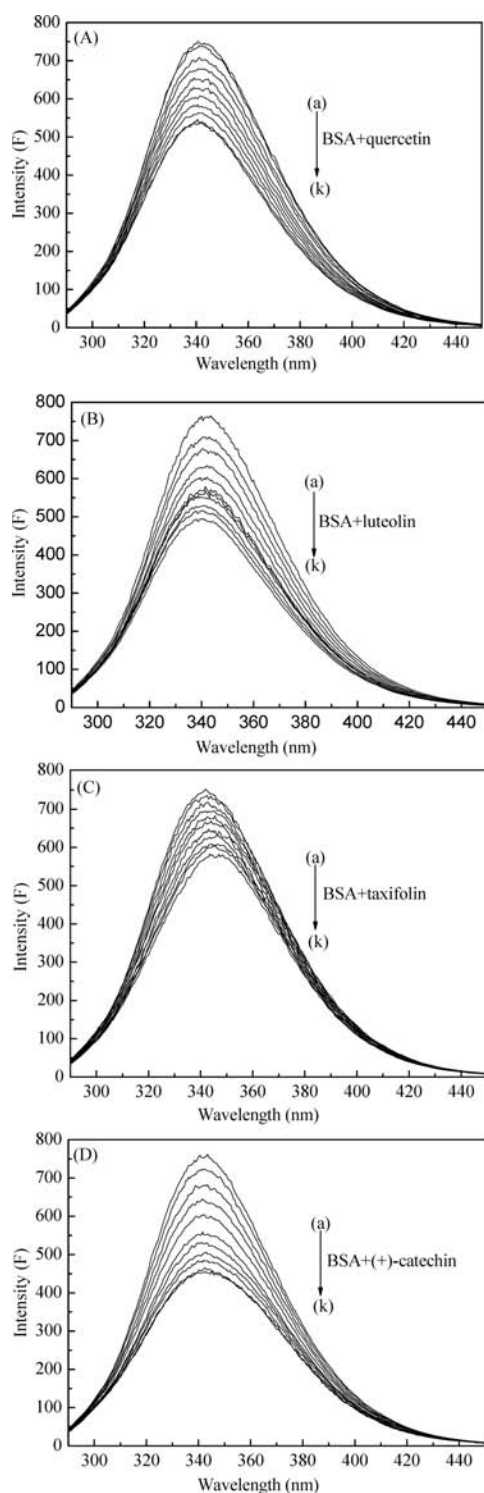 (A)
800
700
600
500
400
300
200
100
0
Intensity (F)
(a)
BSA+quercetin
(k)
300 320 340 360 380 400 420 440
Wavelength (nm)
(B)
800
700
600
500
400
300
200
100
0
Intensity (F)
(a)
BSA+luteolin
(k)
300 320 340 360 380 400 420 440
Wavelength (nm)
(C)
800
700
600
500
400
300
200
100
0
Intensity (F)
(a)
BSA+taxifolin
(k)
300 320 340 360 380 400 420 440
Wavelength (nm)
(D)
800
700
600
500
400
300
200
100
0
Intensity (F)
(a)
BSA+(+)-catechin
(k)
300 320 340 360 380 400 420 440
Wavelength (nm)